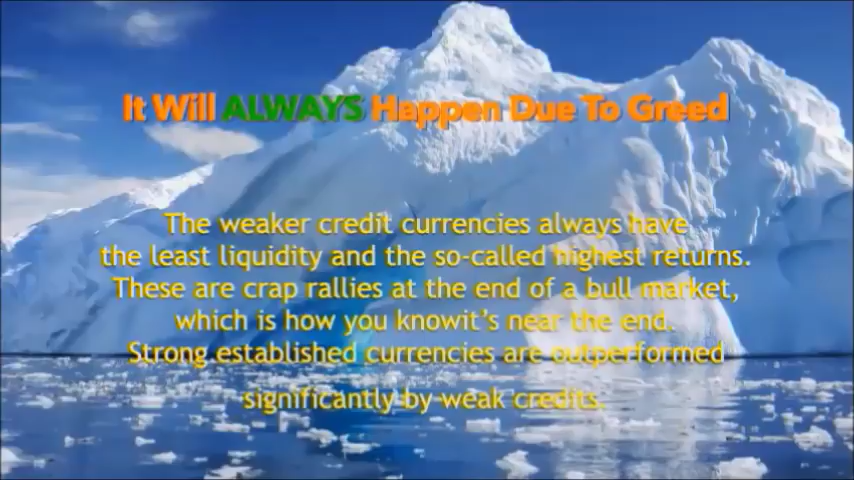 It Will ALWAYS Happen Due To Greed
The weaker credit currencies always have
the least liquidity and the so-called highest returns.
These are crap rallies at the end of a bull market,
which is how you knowit's near the end.
Strong established currencies are outperformed
significantly by weak credits.